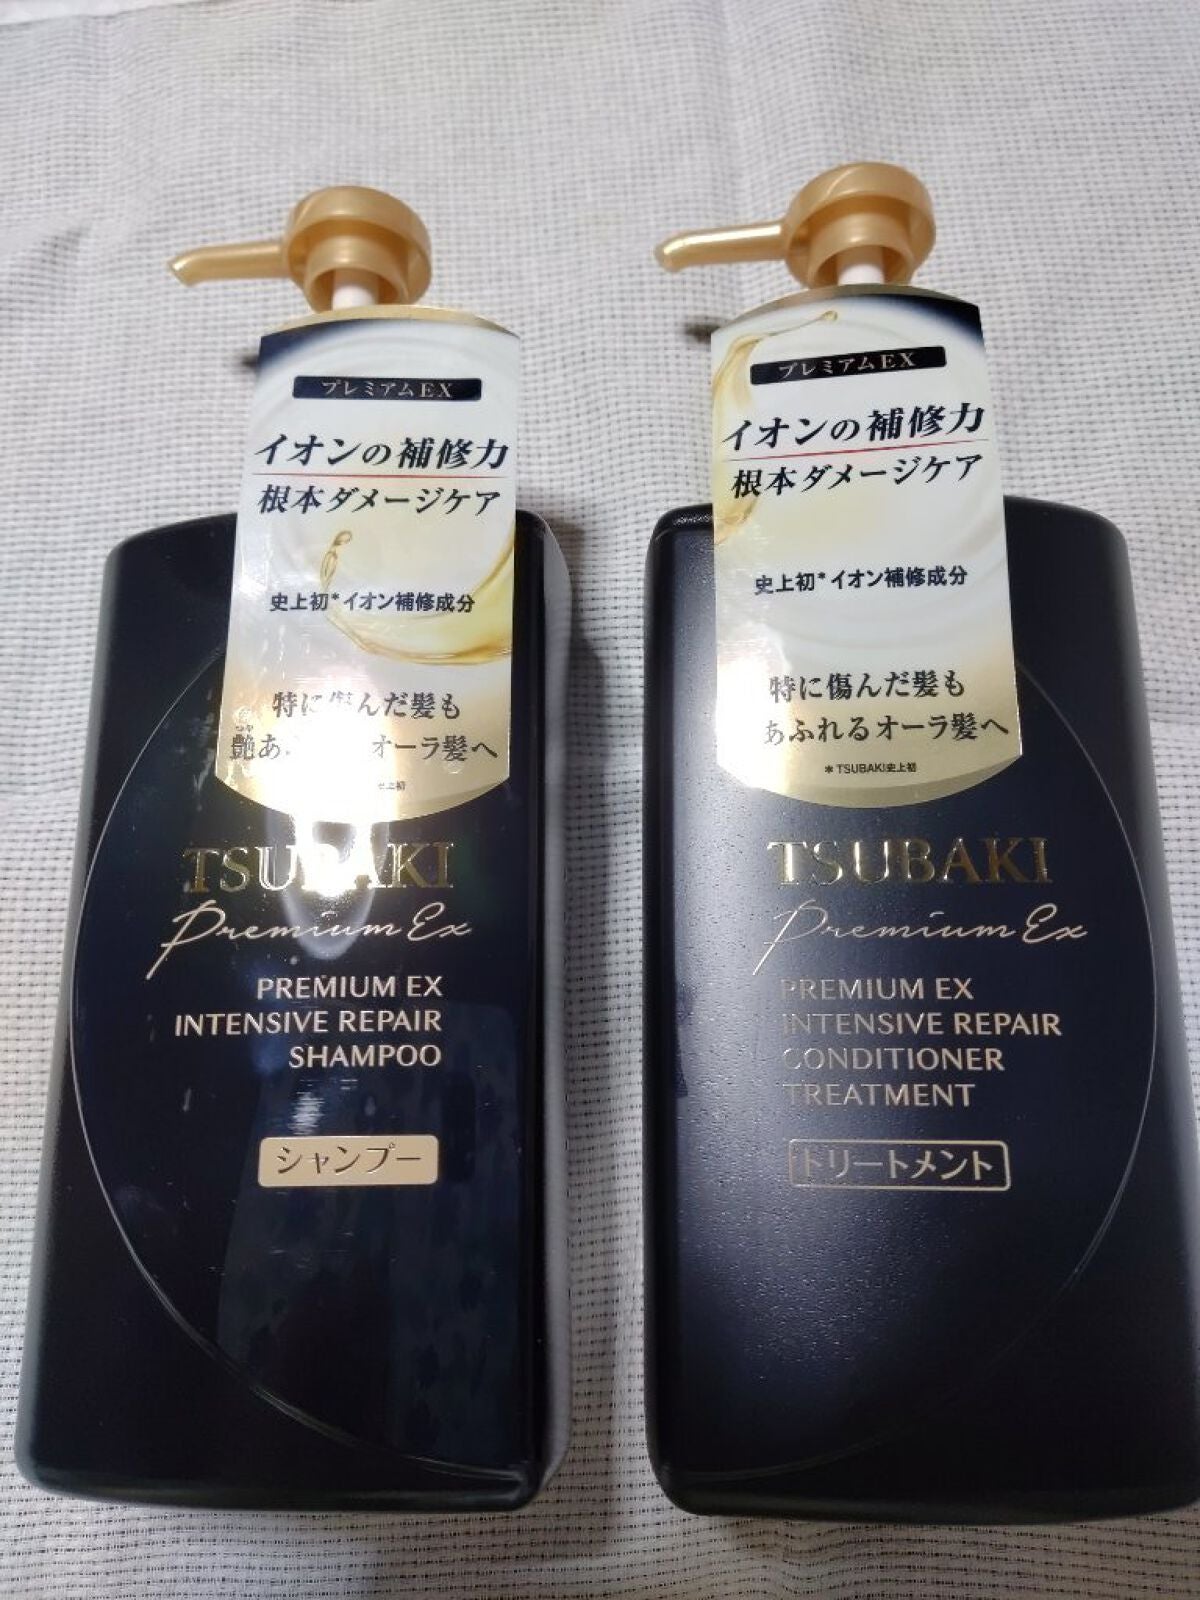 プレミアムEX
イオンの補修力
根本ダメージケア
史上初*イオン補修成分
特に傷んだ髪も
艶あ オーラ髪へ
史上初
TSUBAKI
Premium Ex
PREMIUM EX
INTENSIVE REPAIR
SHAMPOO
シャンプー
プレミアムEX
イオンの補修力
根本ダメージケア
史上初*イオン補修成分
特に傷んだ髪も
あふれるオーラ髪へ
*TSUBAKI史上初
TSUBAKI
Premium Ex
PREMIUM EX
INTENSIVE REPAIR
CONDITIONER
TREATMENT
トリートメント